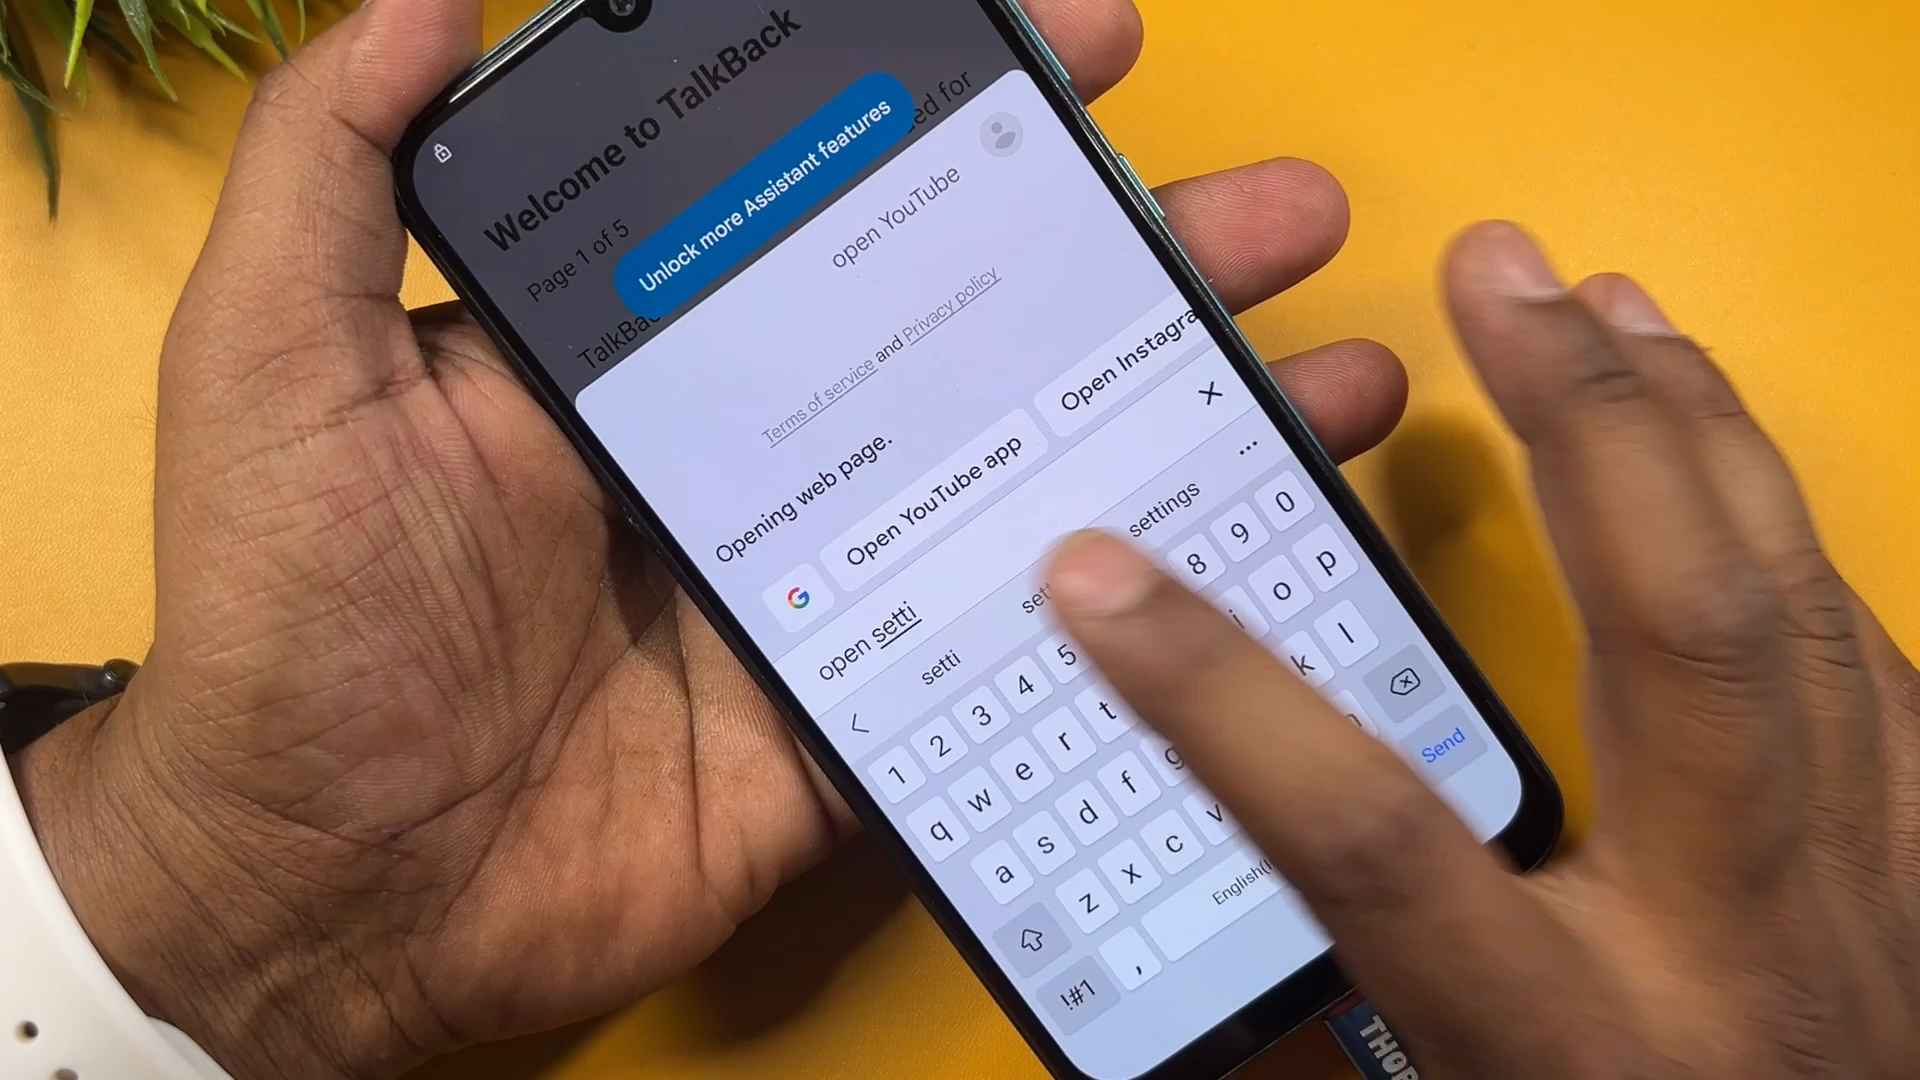 Welcome to TalkBack
Page 1 of 5
Unlock more Assistant features
for
open YouTube
Terms of service and Privacy policy
Opening web page.
G
Open YouTube app
Open Instagra
open setti
setti
settings
1 2 3 4 5 8 9 0
q w e r t i o p
a s d f g k l
z x c v
Send
!#1 ,
English(
THOR